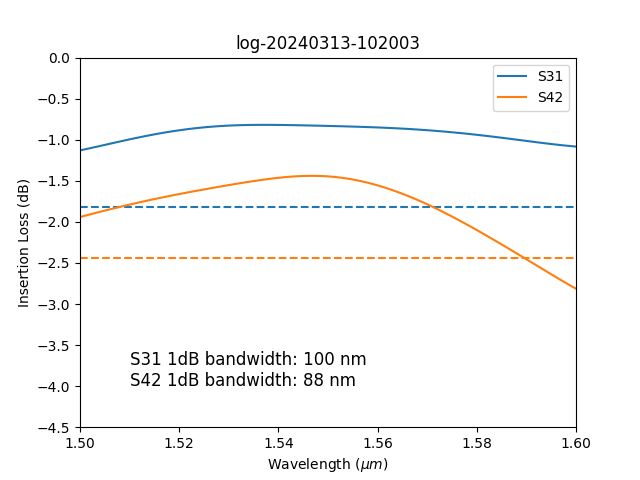 log-20240313-102003
0.0
−0.5
−1.0
−1.5
−2.0
−2.5
−3.0
−3.5
−4.0
−4.5
Insertion Loss (dB)
S31
S42
S31 1dB bandwidth: 100 nm
S42 1dB bandwidth: 88 nm
1.50 1.52 1.54 1.56 1.58 1.60
Wavelength (μm)